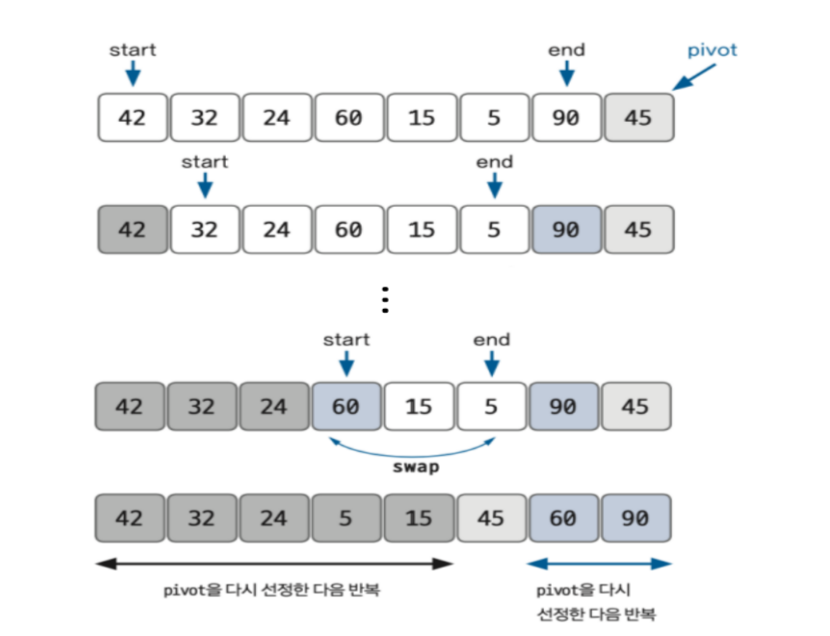 start end pivot
42 32 24 60 15 5 90 45
start end
42 32 24 60 15 5 90 45
start end
42 32 24 60 15 5 90 45
swap
42 32 24 5 15 45 60 90
pivot을 다시 선정한 다음 반복
pivot을 다시
선정한 다음 반복